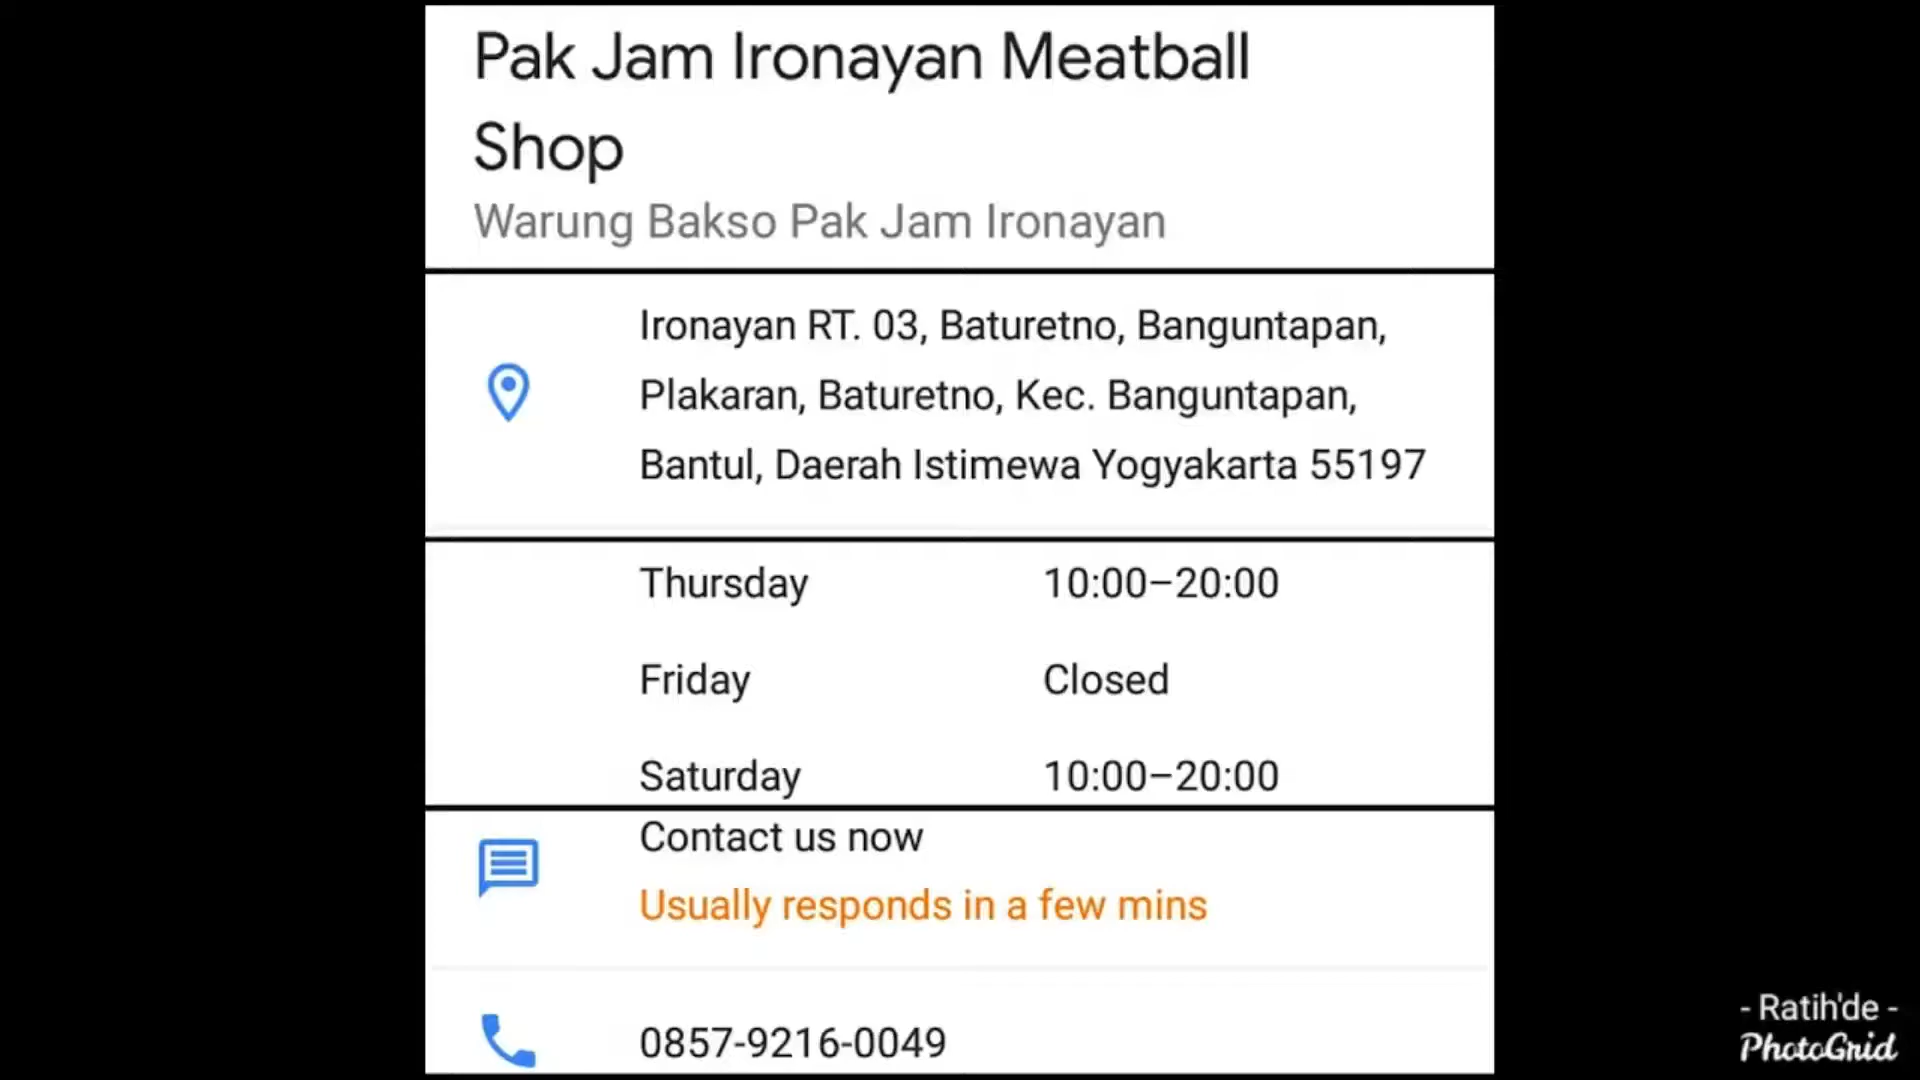 Pak Jam Ironayan Meatball
Shop
Warung Bakso Pak Jam Ironayan
Ironayan RT. 03, Baturetno, Banguntapan,
Plakaran, Baturetno, Kec. Banguntapan,
Bantul, Daerah Istimewa Yogyakarta 55197
Thursday 10:00–20:00
Friday Closed
Saturday 10:00–20:00
Contact us now
Usually responds in a few mins
0857-9216-0049
- Ratih'de -
PhotoGrid